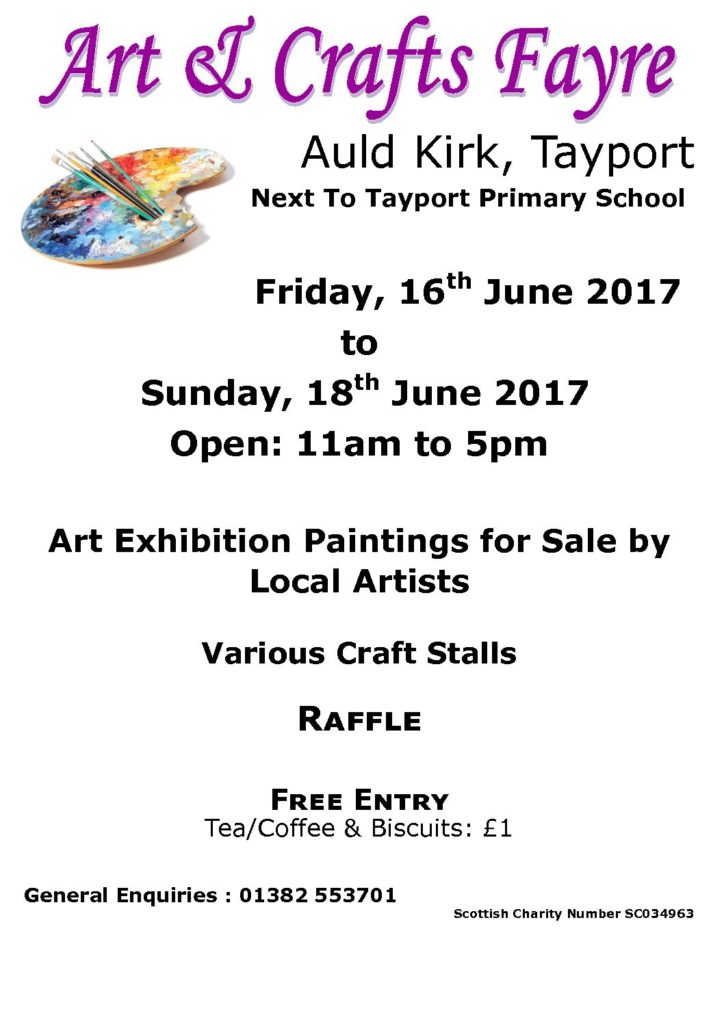 Art & Crafts Fayre
Auld Kirk, Tayport
Next To Tayport Primary School
Friday, 16th June 2017
to
Sunday, 18th June 2017
Open: 11am to 5pm
Art Exhibition Paintings for Sale by
Local Artists
Various Craft Stalls
RAFFLE
FREE ENTRY
Tea/Coffee & Biscuits: £1
General Enquiries : 01382 553701
Scottish Charity Number SC034963